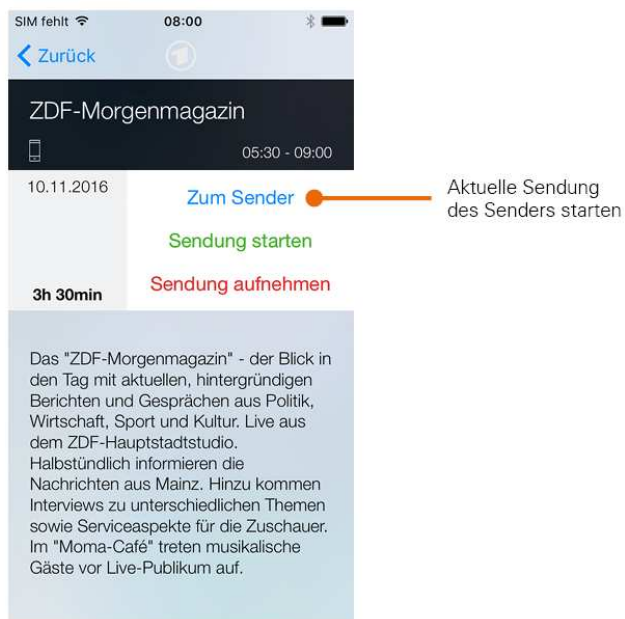 SIM fehlt 08:00
Zurück
ZDF-Morgenmagazin
05:30 - 09:00
10.11.2016
Zum Sender
Sendung starten
Sendung aufnehmen
3h 30min
Aktuelle Sendung
des Senders starten
Das "ZDF-Morgenmagazin" - der Blick in
den Tag mit aktuellen, hintergründigen
Berichten und Gesprächen aus Politik,
Wirtschaft, Sport und Kultur. Live aus
dem ZDF-Hauptstadtstudio.
Halbstündlich informieren die
Nachrichten aus Mainz. Hinzu kommen
Interviews zu unterschiedlichen Themen
sowie Serviceaspekte für die Zuschauer.
Im "Moma-Café" treten musikalische
Gäste vor Live-Publikum auf.